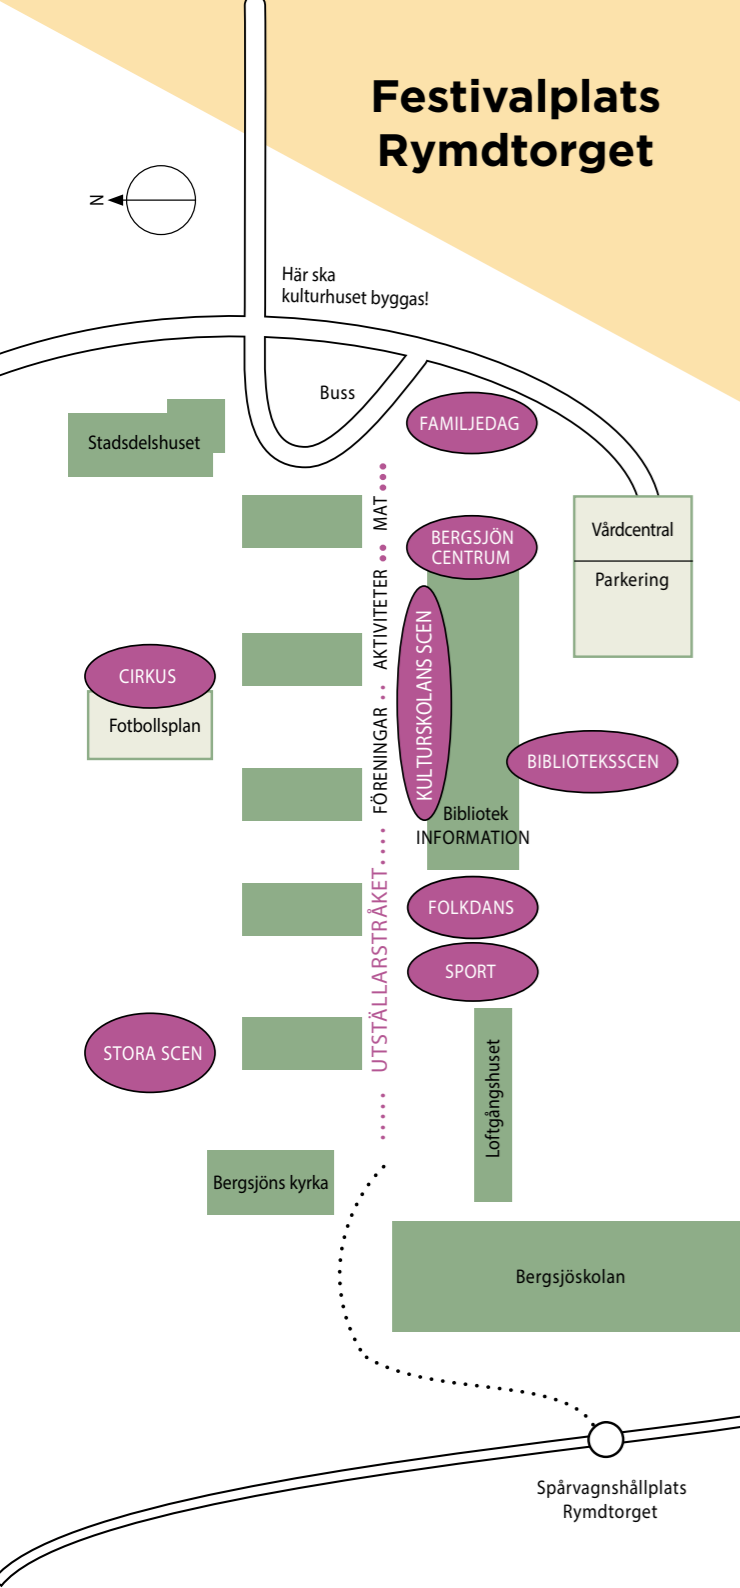 Festivalplats
Rymdtorget
N
Här ska
kulturhuset byggas!
Buss
FAMILJEDAG
Stadsdelshuset
MAT
BERGSJÖN
CENTRUM
Vårdcentral
Parkering
AKTIVITETER
KULTURSKOLANS SCEN
CIRKUS
Fotbollsplan
FÖRENINGAR
BIBLIOTEKSSCEN
Bibliotek
INFORMATION
UTSTÄLLARSTRÅKET
FOLKDANS
SPORT
STORA SCEN
Loftgångshuset
Bergsjöns kyrka
Bergsjöskolan
Spårvagnshållplats
Rymdtorget